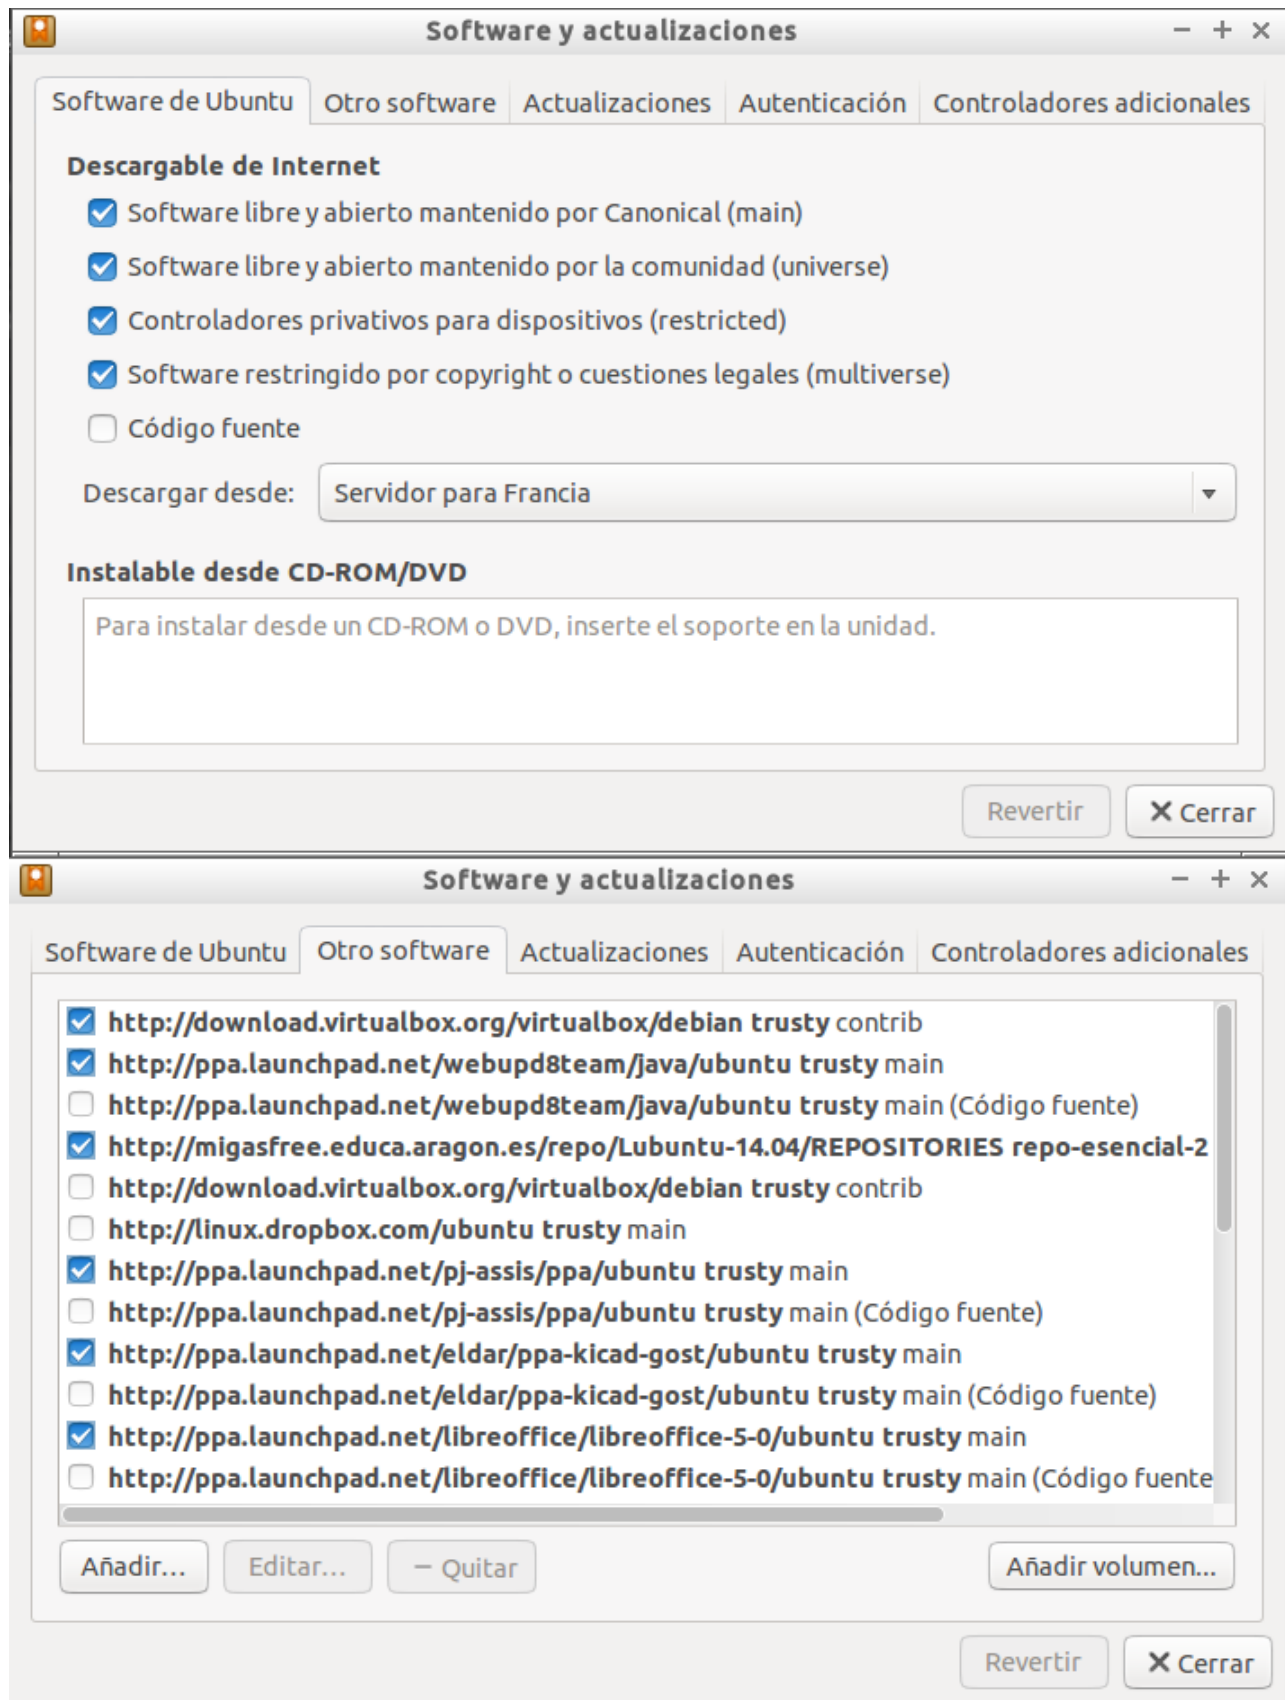 Software y actualizaciones
Software de Ubuntu Otro software Actualizaciones Autenticación Controladores adicionales
Descargable de Internet
Software libre y abierto mantenido por Canonical (main)
Software libre y abierto mantenido por la comunidad (universe)
Controladores privativos para dispositivos (restricted)
Software restringido por copyright o cuestiones legales (multiverse)
Código fuente
Descargar desde: Servidor para Francia
Instalable desde CD-ROM/DVD
Para instalar desde un CD-ROM o DVD, inserte el soporte en la unidad.
Revertir Cerrar
Software y actualizaciones
Software de Ubuntu Otro software Actualizaciones Autenticación Controladores adicionales
http://download.virtualbox.org/virtualbox/debian trusty contrib
http://ppa.launchpad.net/webupd8team/java/ubuntu trusty main
http://ppa.launchpad.net/webupd8team/java/ubuntu trusty main (Código fuente)
http://migasfree.educa.aragon.es/repo/Lubuntu-14.04/REPOSITORIES repo-esencial-2
http://download.virtualbox.org/virtualbox/debian trusty contrib
http://linux.dropbox.com/ubuntu trusty main
http://ppa.launchpad.net/pj-assis/ppa/ubuntu trusty main
http://ppa.launchpad.net/pj-assis/ppa/ubuntu trusty main (Código fuente)
http://ppa.launchpad.net/eldar/ppa-kicad-gost/ubuntu trusty main
http://ppa.launchpad.net/eldar/ppa-kicad-gost/ubuntu trusty main (Código fuente)
http://ppa.launchpad.net/libreoffice/libreoffice-5-0/ubuntu trusty main
http://ppa.launchpad.net/libreoffice/libreoffice-5-0/ubuntu trusty main (Código fuente
Añadir... Editar... Quitar Añadir volumen...
Revertir Cerrar